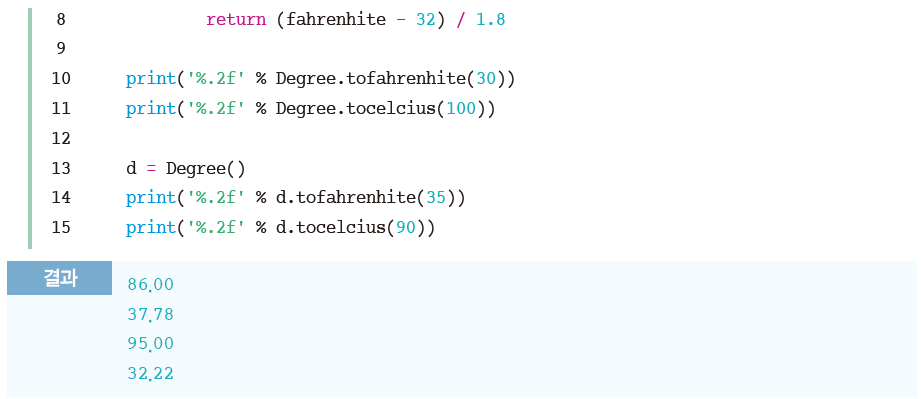 8 return (fahrenhite - 32) / 1.8
9
10 print('%.2f' % Degree.tofahrenhite(30))
11 print('%.2f' % Degree.tocelcius(100))
12
13 d = Degree()
14 print('%.2f' % d.tofahrenhite(35))
15 print('%.2f' % d.tocelcius(90))
결과
86.00
37.78
95.00
32.22